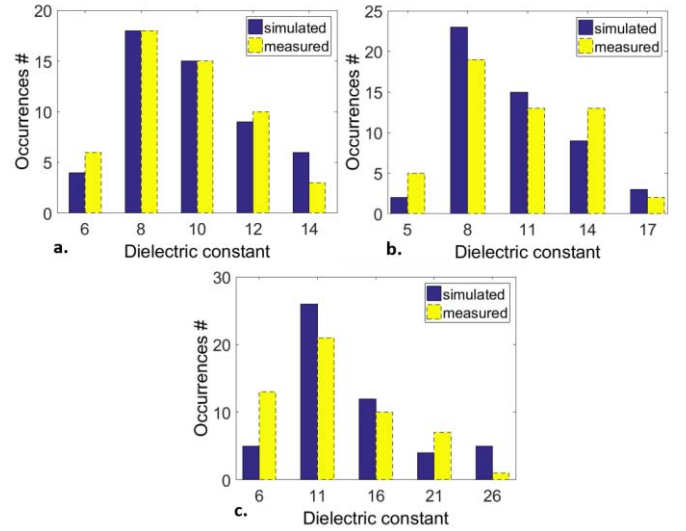 20
15
10
5
0
Occurrences #
simulated
measured
6 8 10 12 14
Dielectric constant
a.
25
20
15
10
5
0
Occurrences #
simulated
measured
5 8 11 14 17
Dielectric constant
b.
30
20
10
0
Occurrences #
simulated
measured
6 11 16 21 26
Dielectric constant
c.